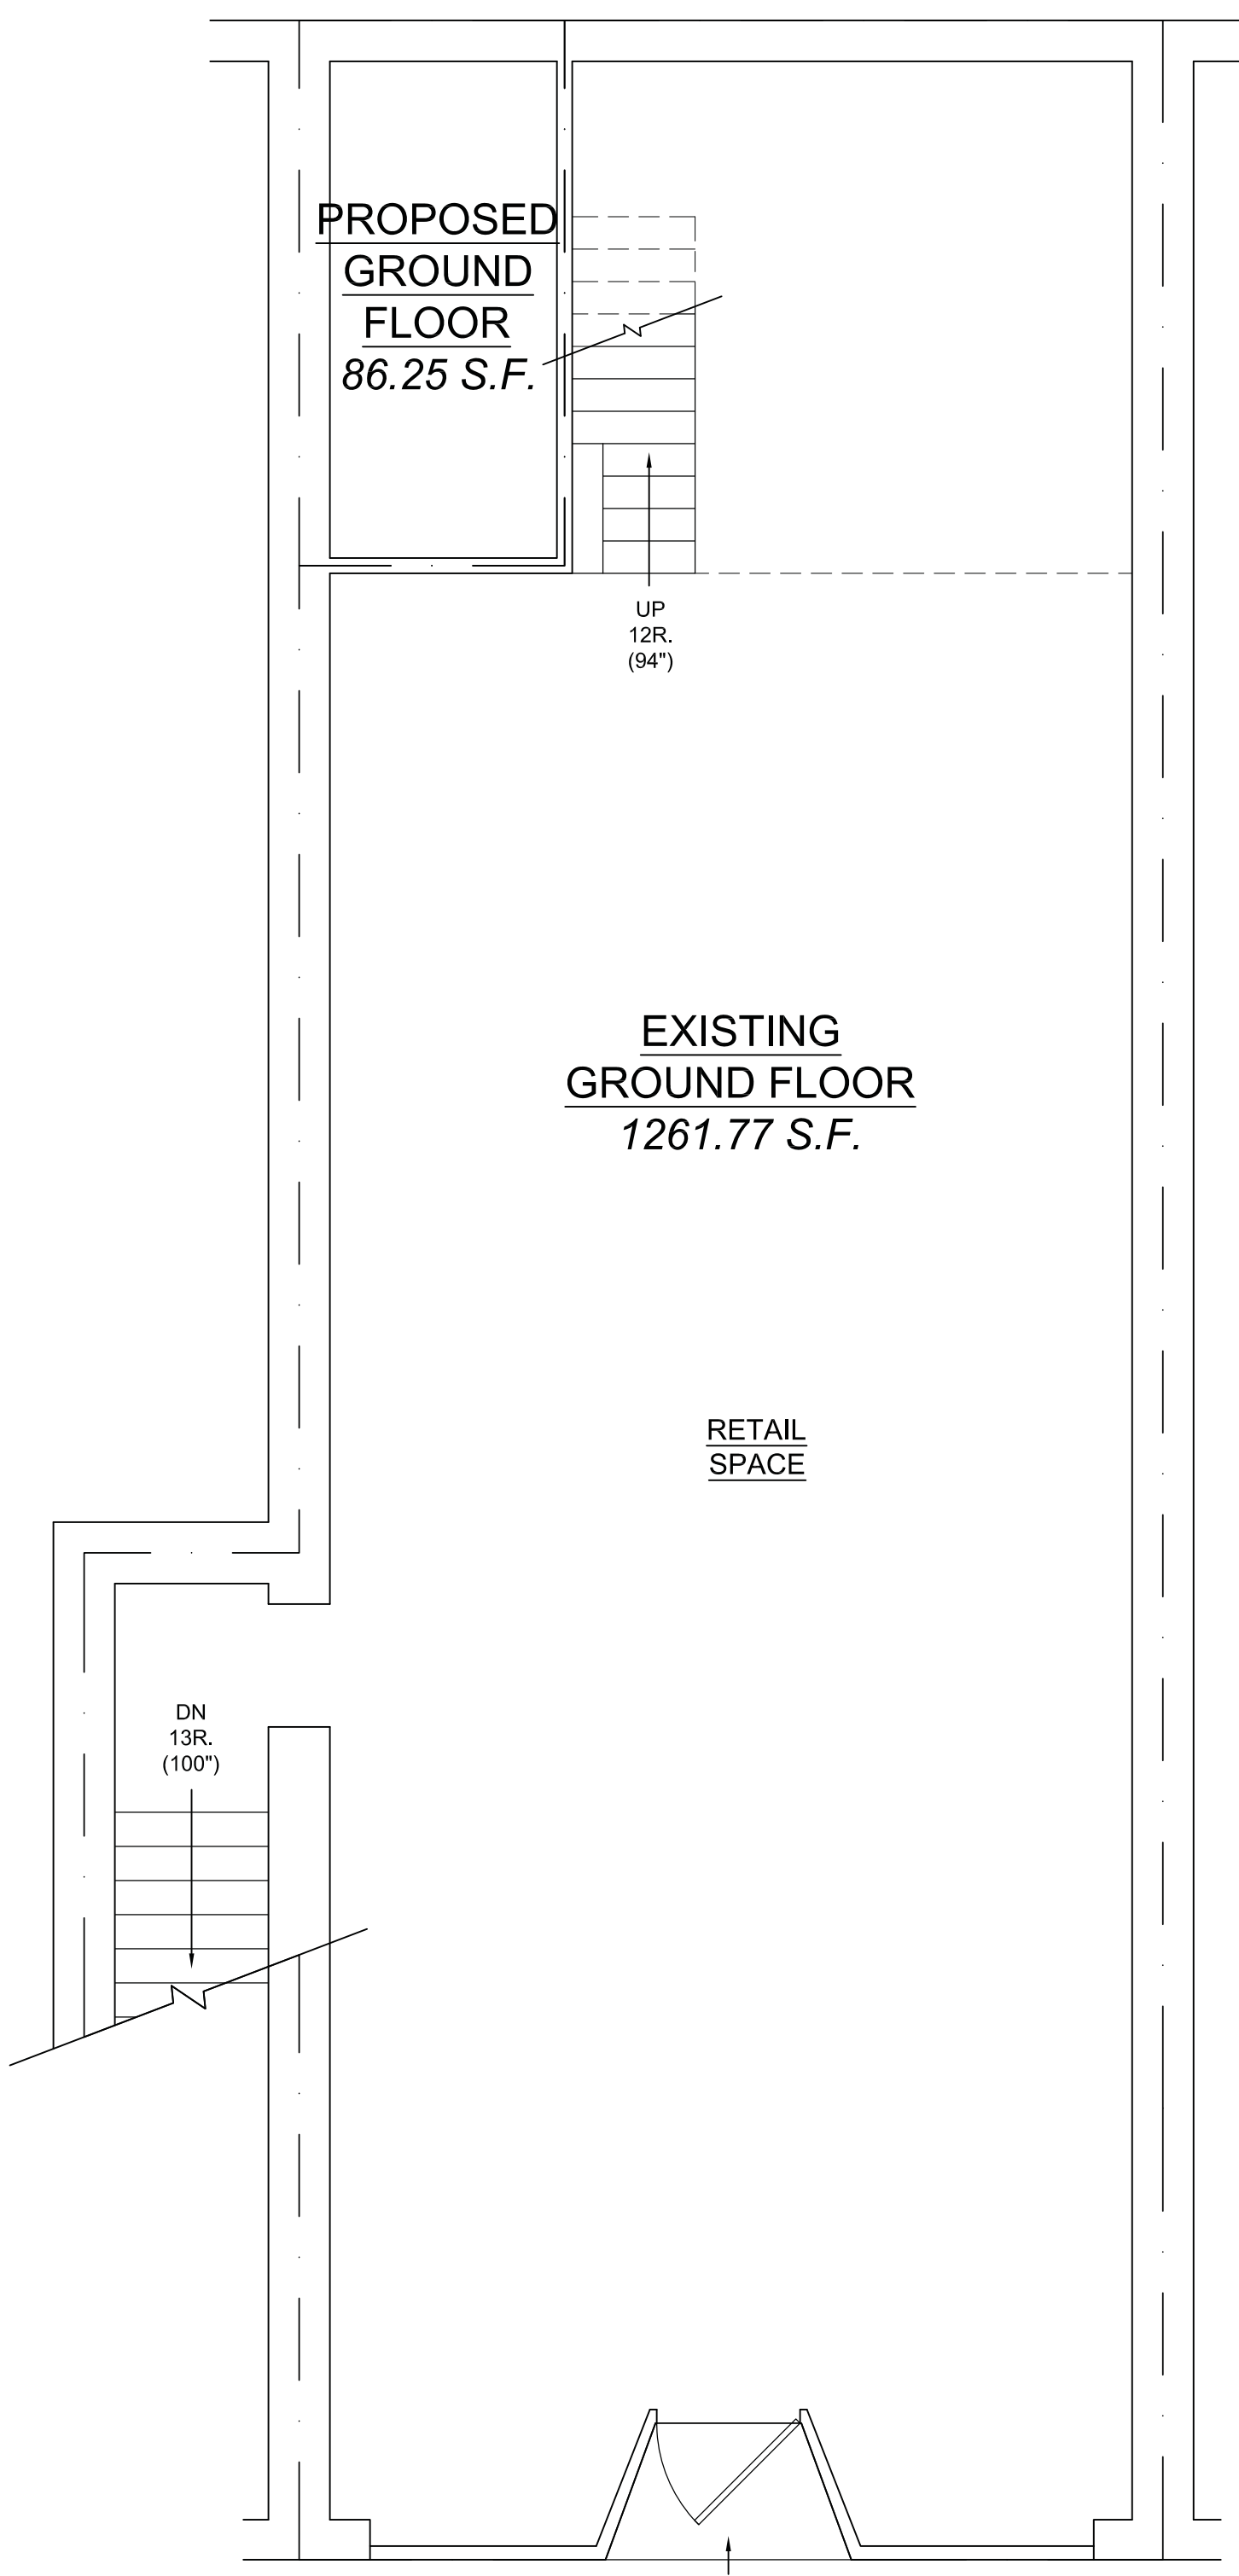 PROPOSED
GROUND
FLOOR
86.25 S.F.
UP
12R.
(94")
EXISTING
GROUND FLOOR
1261.77 S.F.
RETAIL
SPACE
DN
13R.
(100")